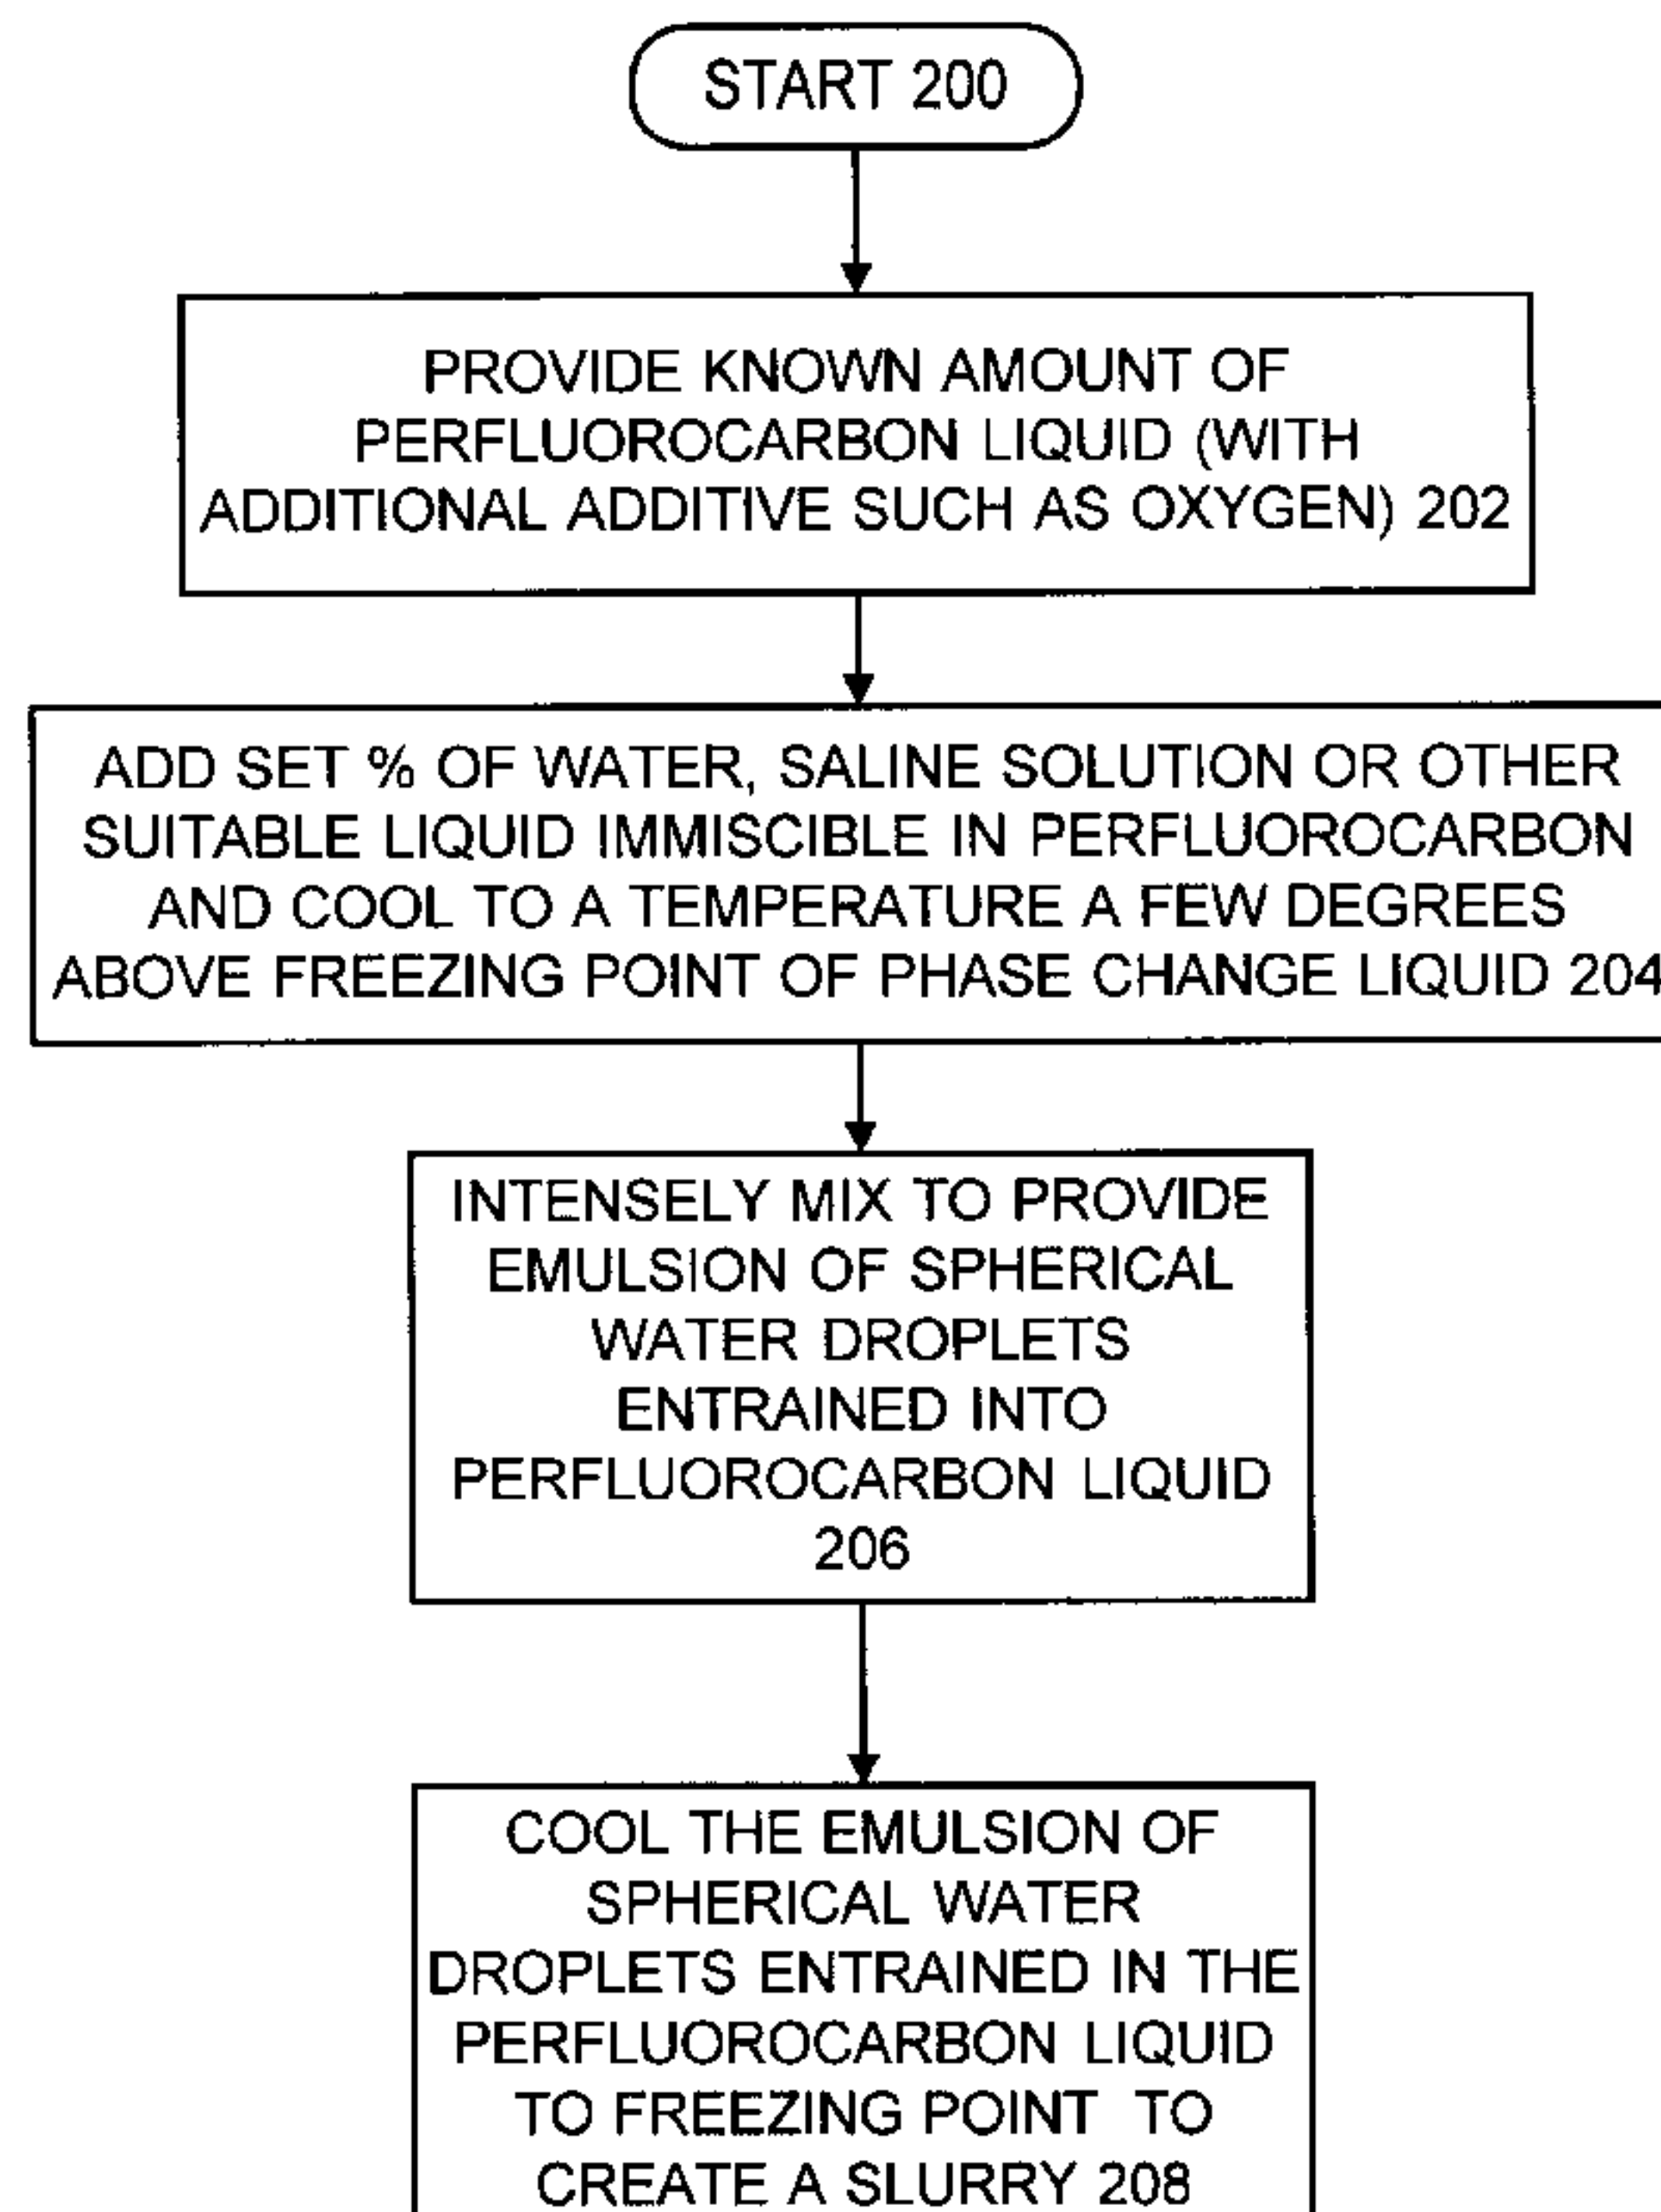 START 200
PROVIDE KNOWN AMOUNT OF
PERFLUOROCARBON LIQUID (WITH
ADDITIONAL ADDITIVE SUCH AS OXYGEN) 202
ADD SET % OF WATER, SALINE SOLUTION OR OTHER
SUITABLE LIQUID IMMISCIBLE IN PERFLUOROCARBON
AND COOL TO A TEMPERATURE A FEW DEGREES
ABOVE FREEZING POINT OF PHASE CHANGE LIQUID 204
INTENSELY MIX TO PROVIDE
EMULSION OF SPHERICAL
WATER DROPLETS
ENTRAINED INTO
PERFLUOROCARBON LIQUID
206
COOL THE EMULSION OF
SPHERICAL WATER
DROPLETS ENTRAINED IN THE
PERFLUOROCARBON LIQUID
TO FREEZING POINT TO
CREATE A SLURRY 208